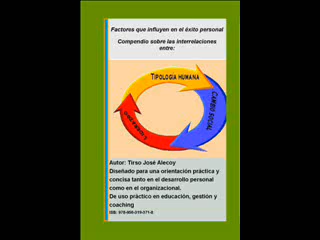 Factores que influyen en el éxito personal
Compendio sobre las interrelaciones
entre:
TIPOLOGÍA HUMANA
CAMBIO SOCIAL
Autor: Tirso José Alecoy
Diseñado para una orientación práctica y
concisa tanto en el desarrollo personal
como en el organizacional.
De uso práctico en educación, gestión y
coaching